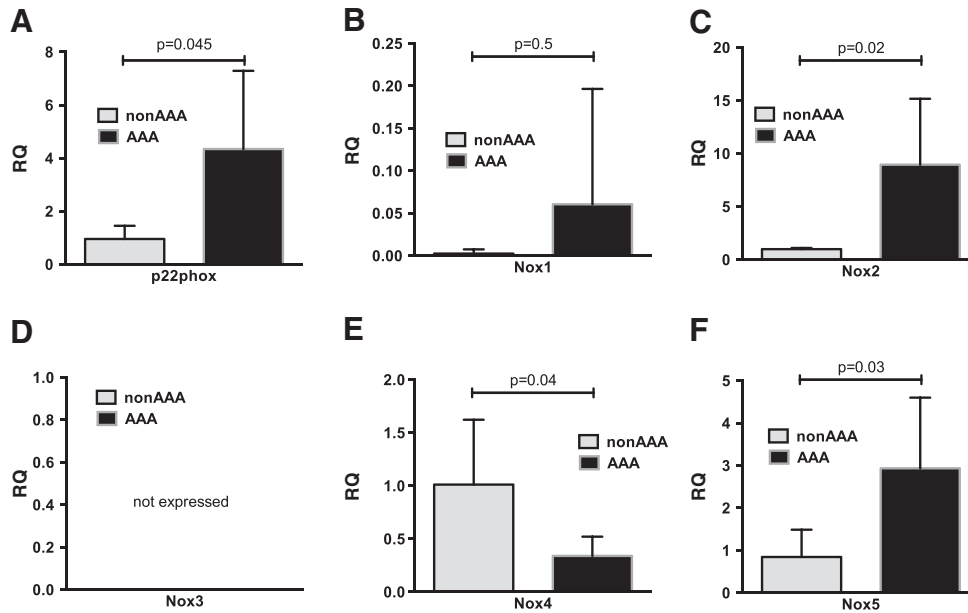 A
p=0.045
8
6
4
2
0
RQ
nonAAA
AAA
p22phox
B
p=0.5
0.25
0.20
0.15
0.10
0.05
0.00
RQ
nonAAA
AAA
Nox1
C
p=0.02
20
15
10
5
0
RQ
nonAAA
AAA
Nox2
D
1.0
0.8
0.6
0.4
0.2
0.0
RQ
nonAAA
AAA
not expressed
Nox3
E
p=0.04
2.0
1.5
1.0
0.5
0.0
RQ
nonAAA
AAA
Nox4
F
p=0.03
5
4
3
2
1
0
RQ
nonAAA
AAA
Nox5